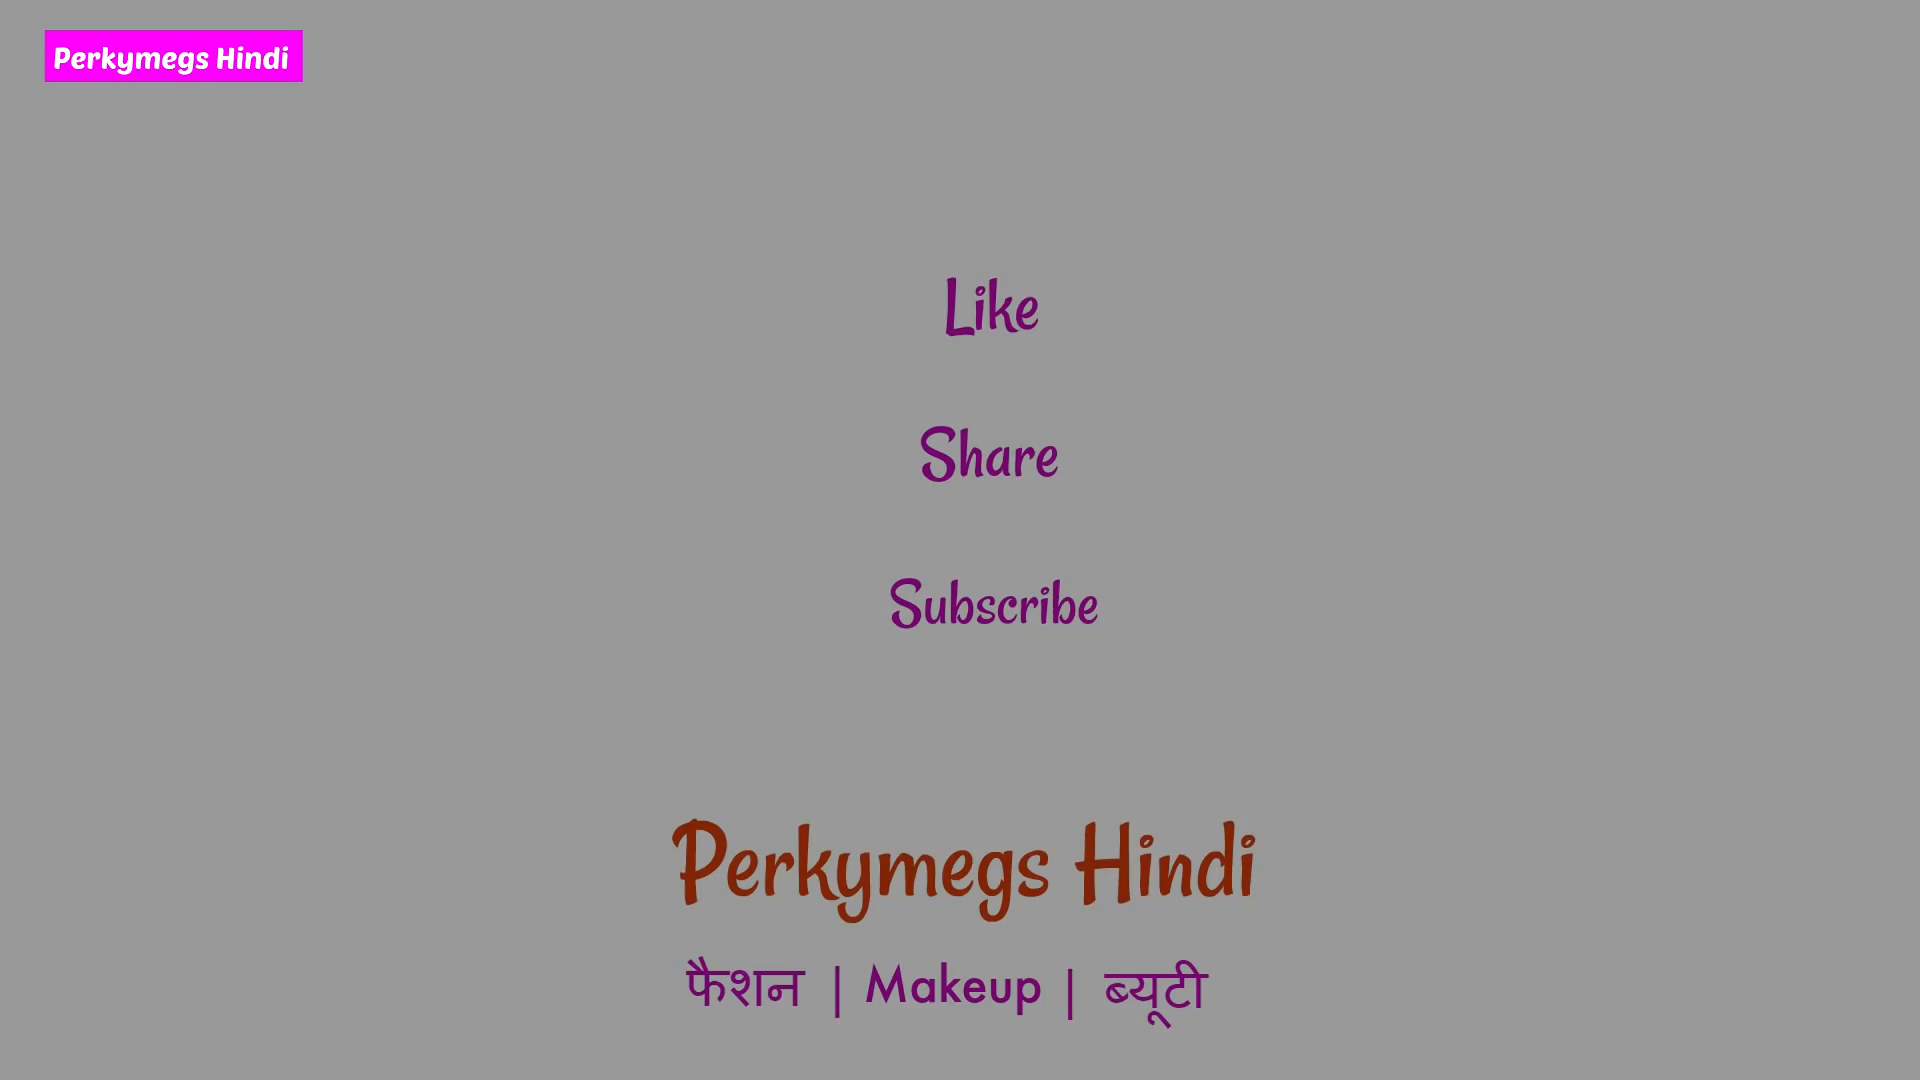 Perkymegs Hindi
Like
Share
Subscribe
Perkymegs Hindi
फैशन | Makeup | ब्यूटी